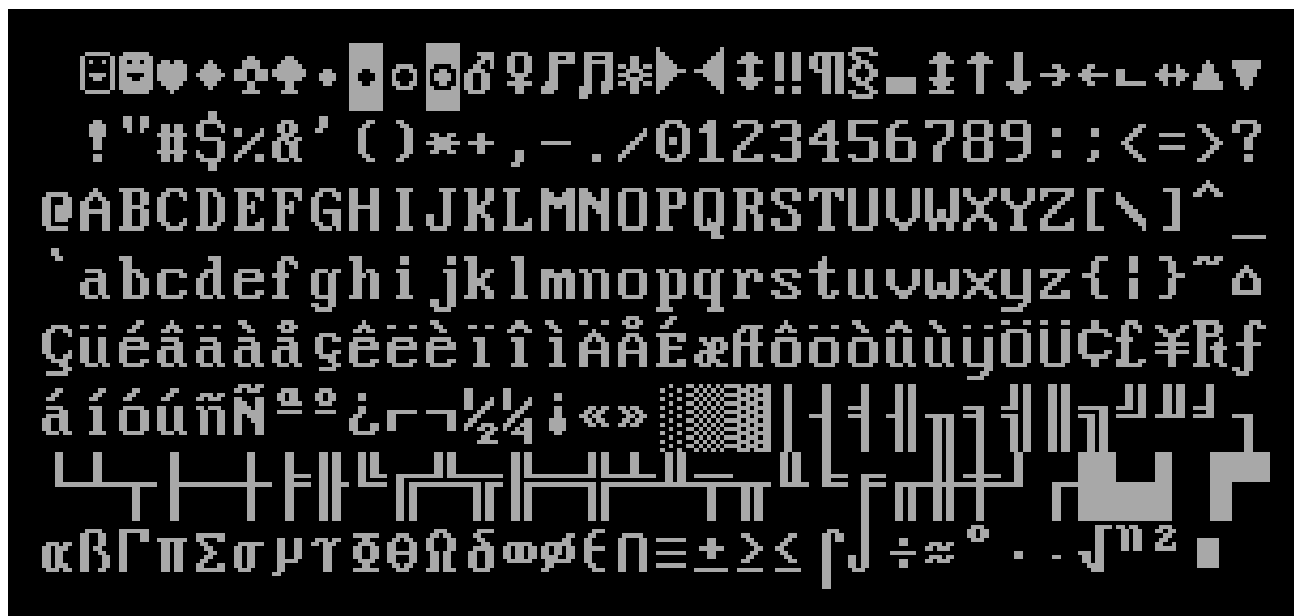 ☺☻♥♦♣♠•◘○◙♂♀♪♫☼►◄↕‼¶§▬↨↑↓→←∟↔▲▼
!"#$%&'()*+,-./0123456789:;<=>?
@ABCDEFGHIJKLMNOPQRSTUVWXYZ[\]^_
`abcdefghijklmnopqrstuvwxyz{¦}~⌂
ÇüéâäàåçêëèïîìÄÅÉæÆôöòûùÿÖÜ¢£¥₧ƒ
áíóúñÑªº¿⌐¬½¼¡«»░▒▓│┤╡╢╖╕╣║╗╝╜╛┐
└┴┬├─┼╞╟╚╔╩╦╠═╬╧╨╤╥╙╘╒╓╫╪┘┌█▄▌▐▀
αßΓπΣσµτΦΘΩδ∞φε∩≡±≥≤⌠⌡÷≈°∙·√ⁿ²■